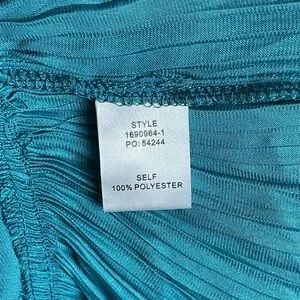 STYLE
1690964-1
PO: 54244
SELF
100% POLYESTER